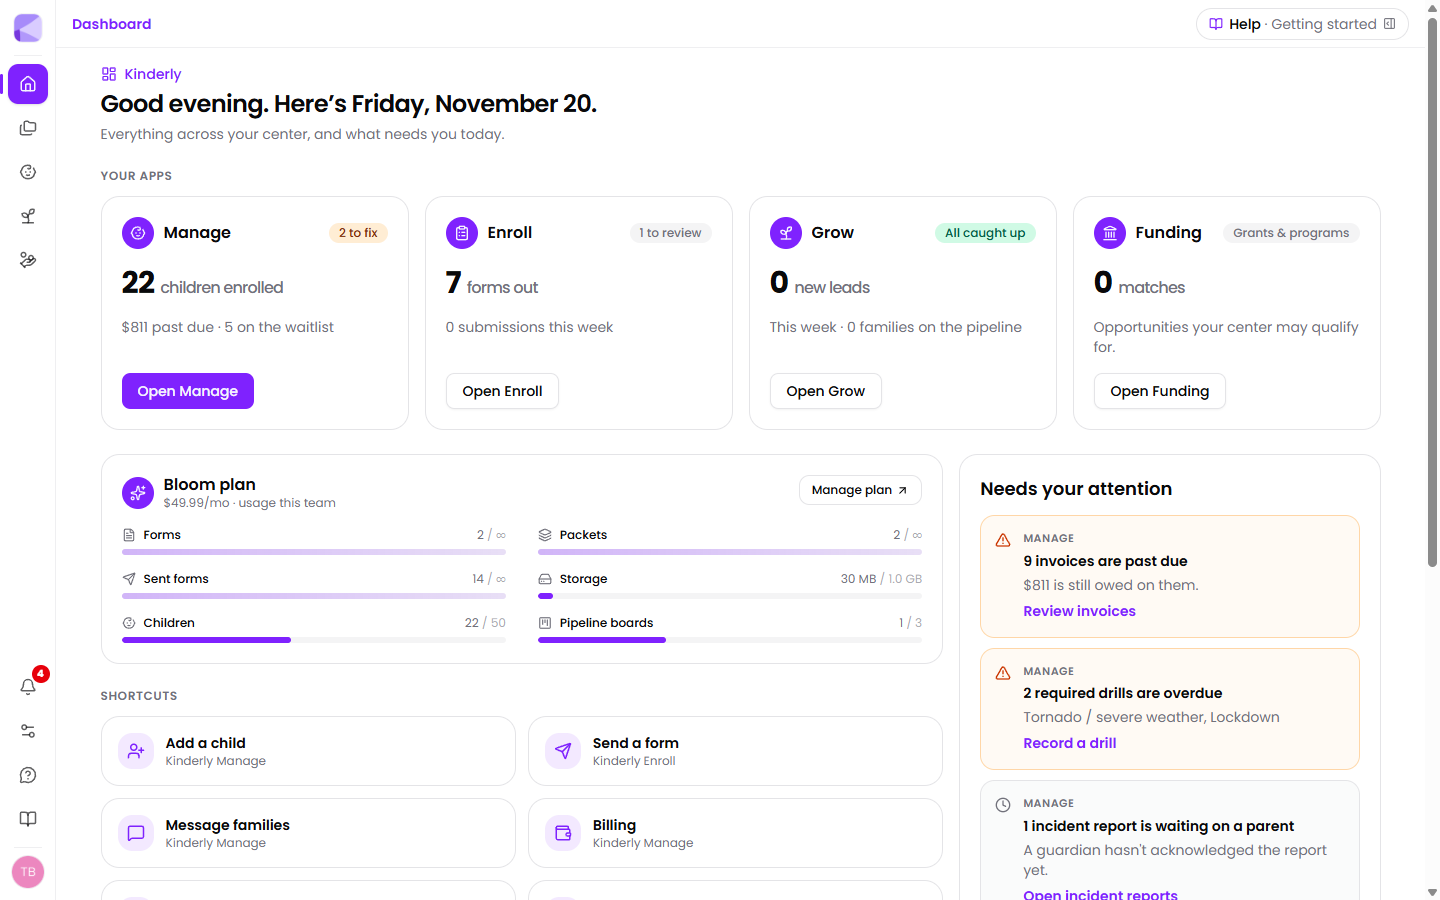 Dashboard
Help · Getting started
Kinderly
Good evening. Here’s Friday, November 20.
Everything across your center, and what needs you today.
YOUR APPS
Manage
2 to fix
22 children enrolled
$811 past due · 5 on the waitlist
Open Manage
Enroll
1 to review
7 forms out
0 submissions this week
Open Enroll
Grow
All caught up
0 new leads
This week · 0 families on the pipeline
Open Grow
Funding
Grants & programs
0 matches
Opportunities your center may qualify
for.
Open Funding
Bloom plan
$49.99/mo · usage this team
Manage plan
Forms
2 / ∞
Packets
2 / ∞
Sent forms
14 / ∞
Storage
30 MB / 1.0 GB
Children
22 / 50
Pipeline boards
1 / 3
SHORTCUTS
Add a child
Kinderly Manage
Send a form
Kinderly Enroll
Message families
Kinderly Manage
Billing
Kinderly Manage
Needs your attention
MANAGE
9 invoices are past due
$811 is still owed on them.
Review invoices
MANAGE
2 required drills are overdue
Tornado / severe weather, Lockdown
Record a drill
MANAGE
1 incident report is waiting on a parent
A guardian hasn't acknowledged the report
yet.
Open incident reports
4
TB